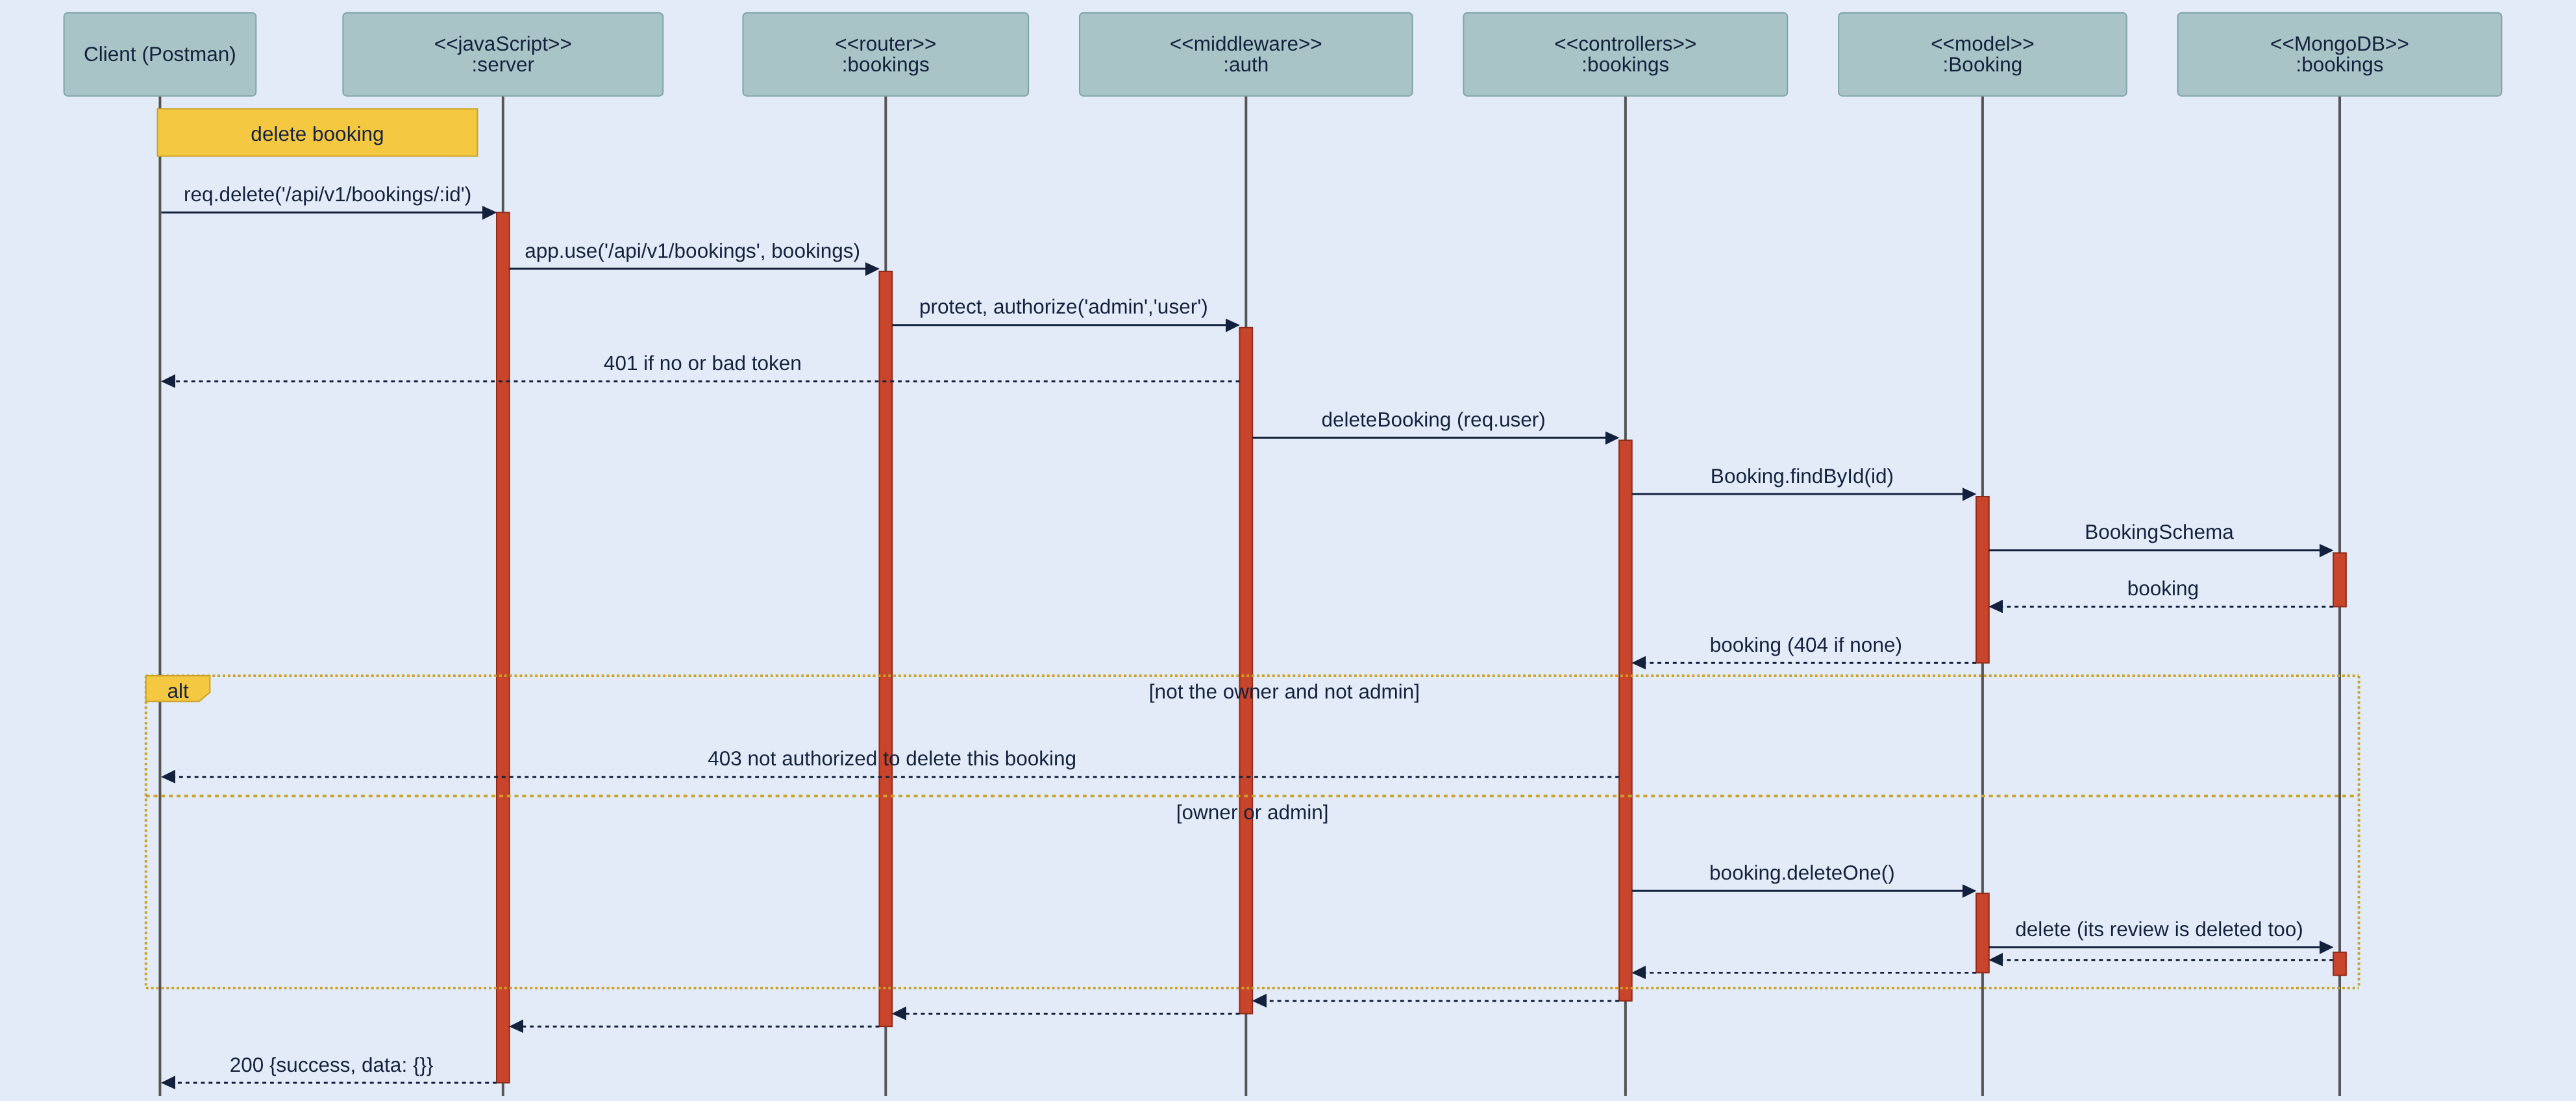 Client (Postman)
<<javaScript>>
:server
<<router>>
:bookings
<<middleware>>
:auth
<<controllers>>
:bookings
<<model>>
:Booking
<<MongoDB>>
:bookings
delete booking
req.delete('/api/v1/bookings/:id')
app.use('/api/v1/bookings', bookings)
protect, authorize('admin','user')
401 if no or bad token
deleteBooking (req.user)
Booking.findById(id)
BookingSchema
booking
booking (404 if none)
alt
[not the owner and not admin]
403 not authorized to delete this booking
[owner or admin]
booking.deleteOne()
delete (its review is deleted too)
200 {success, data: {}}